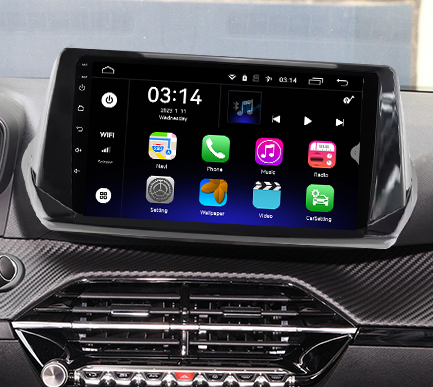 03:14
03:14
2023 1 11
Wednesday
WIFI
Navi
Phone
Music
Radio
Setting
Wallpaper
Video
CarSetting